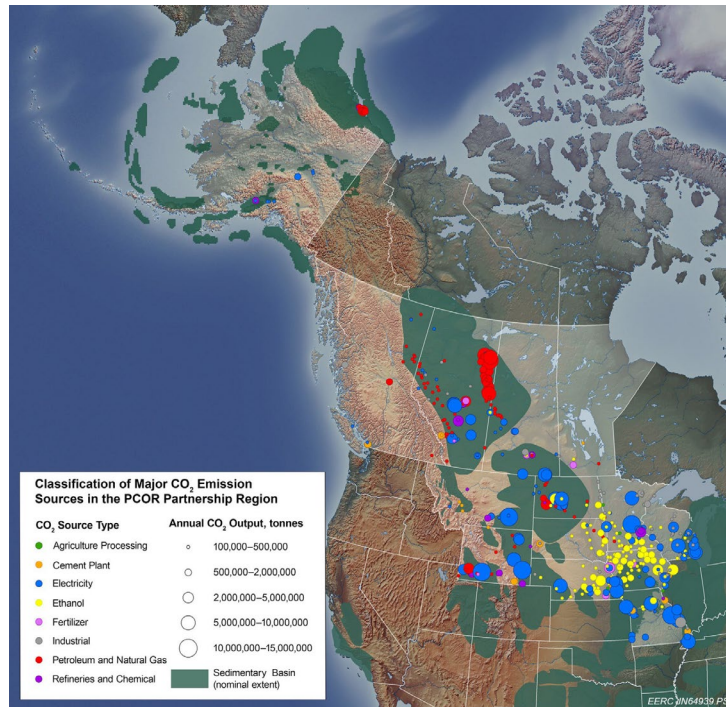 Classification of Major CO₂ Emission
Sources in the PCOR Partnership Region
CO₂ Source Type
Agriculture Processing
Cement Plant
Electricity
Ethanol
Fertilizer
Industrial
Petroleum and Natural Gas
Refineries and Chemical
Annual CO₂ Output, tonnes
100,000–500,000
500,000–2,000,000
2,000,000–5,000,000
5,000,000–10,000,000
10,000,000–15,000,000
Sedimentary Basin
(nominal extent)
EERC JN64939.PS